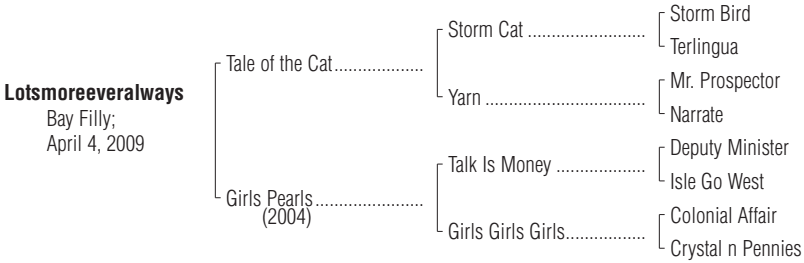 Storm Bird
Storm Cat ........................
Terlingua
Tale of the Cat..................
Mr. Prospector
Yarn .................................
Narrate
Lotsmoreeveralways
Bay Filly;
April 4, 2009
Deputy Minister
Talk Is Money ..................
Isle Go West
Girls Pearls......................
(2004)
Colonial Affair
Girls Girls Girls................
Crystal n Pennies